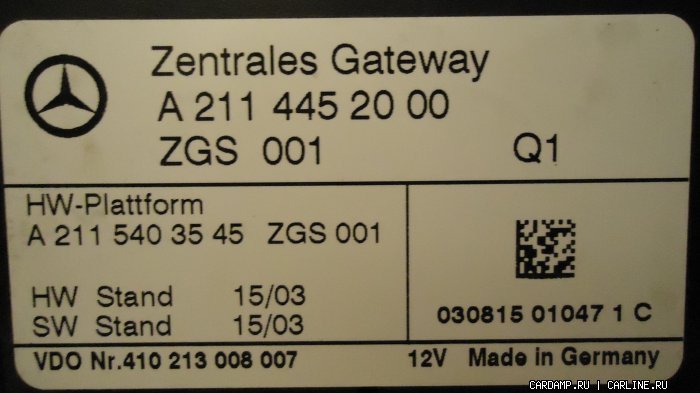 Zentrales Gateway
A 211 445 20 00
ZGS 001 Q1
HW-Plattform
A 211 540 35 45 ZGS 001
HW Stand 15/03
SW Stand 15/03
030815 01047 1 C
VDO Nr.410 213 008 007 12V Made in Germany
CARDAMP.RU | CARLINE.RU